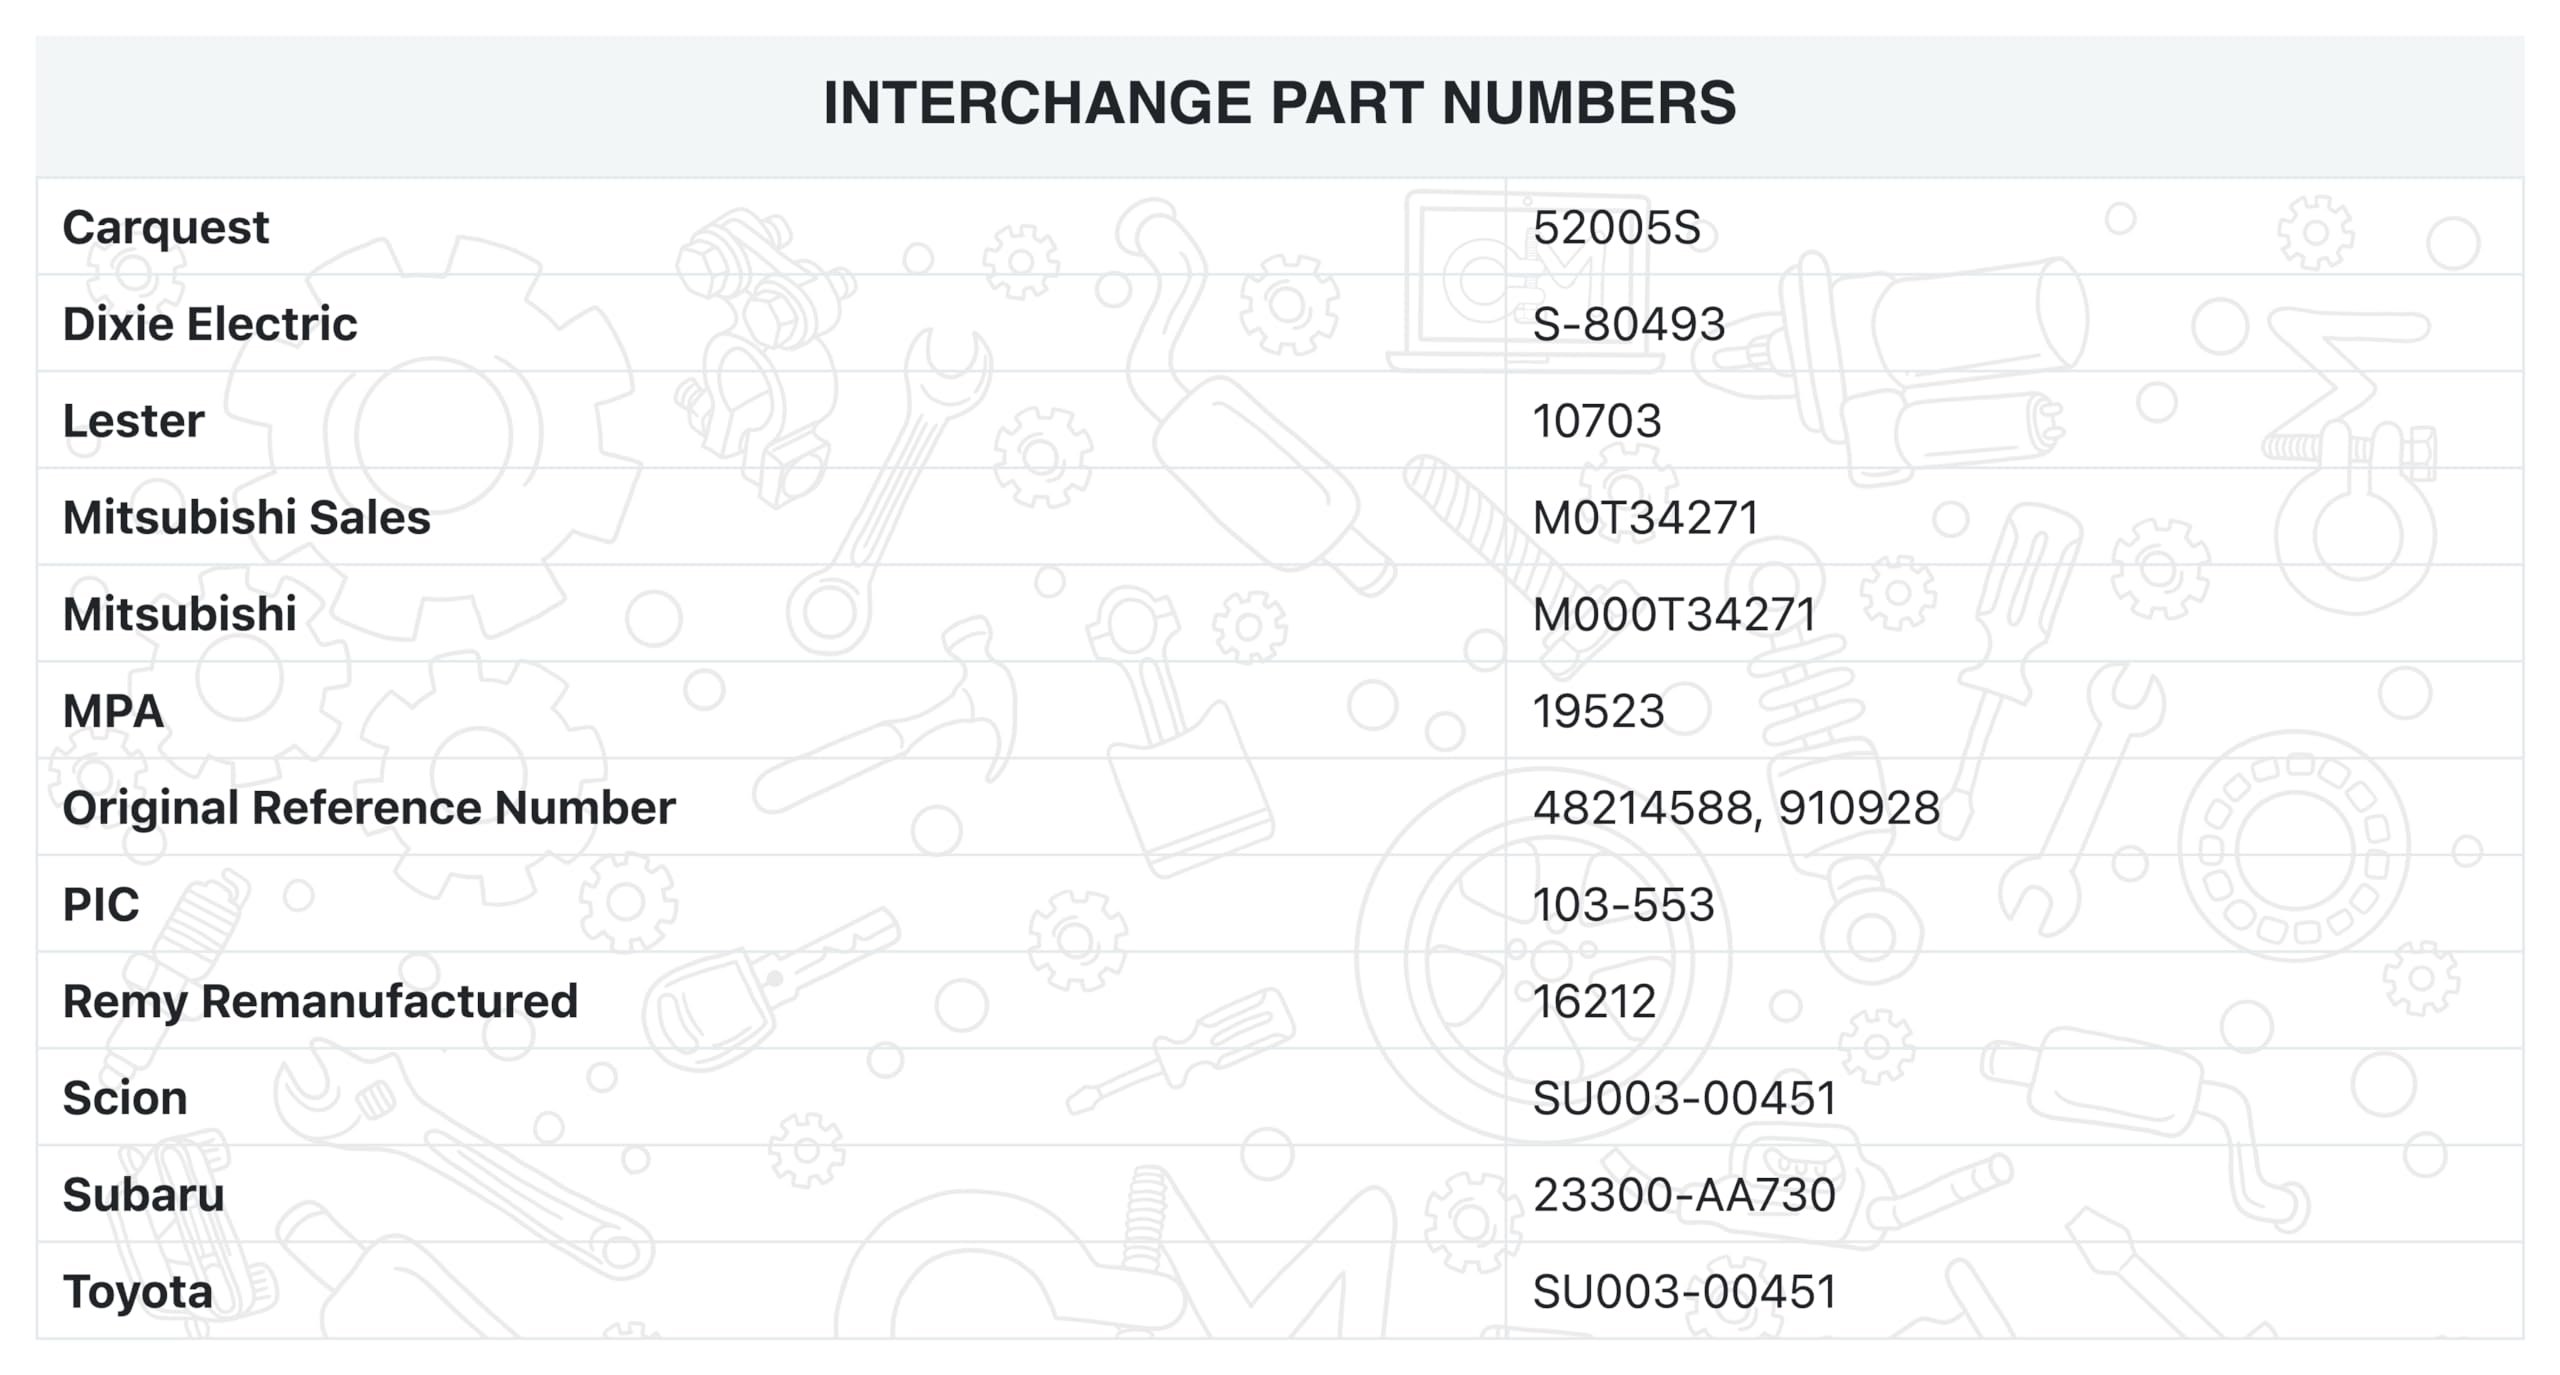 INTERCHANGE PART NUMBERS
Carquest 52005S
Dixie Electric S-80493
Lester 10703
Mitsubishi Sales M0T34271
Mitsubishi M000T34271
MPA 19523
Original Reference Number 48214588, 910928
PIC 103-553
Remy Remanufactured 16212
Scion SU003-00451
Subaru 23300-AA730
Toyota SU003-00451